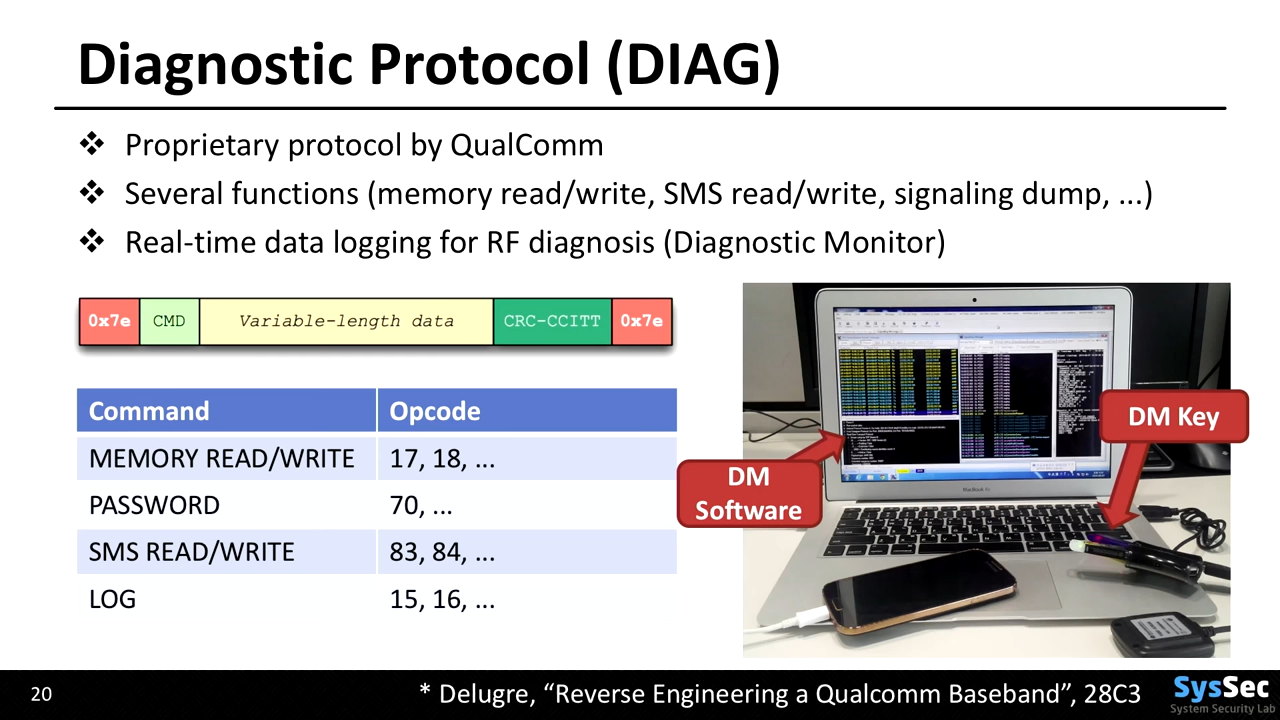 Diagnostic Protocol (DIAG)
❖ Proprietary protocol by QualComm
❖ Several functions (memory read/write, SMS read/write, signaling dump, ...)
❖ Real-time data logging for RF diagnosis (Diagnostic Monitor)
0x7e CMD Variable-length data CRC-CCITT 0x7e
Command Opcode
MEMORY READ/WRITE 17, 18, ...
PASSWORD 70, ...
SMS READ/WRITE 83, 84, ...
LOG 15, 16, ...
DM Key
DM
Software
MacBook Air
20
* Delugre, “Reverse Engineering a Qualcomm Baseband”, 28C3
SysSec
System Security Lab